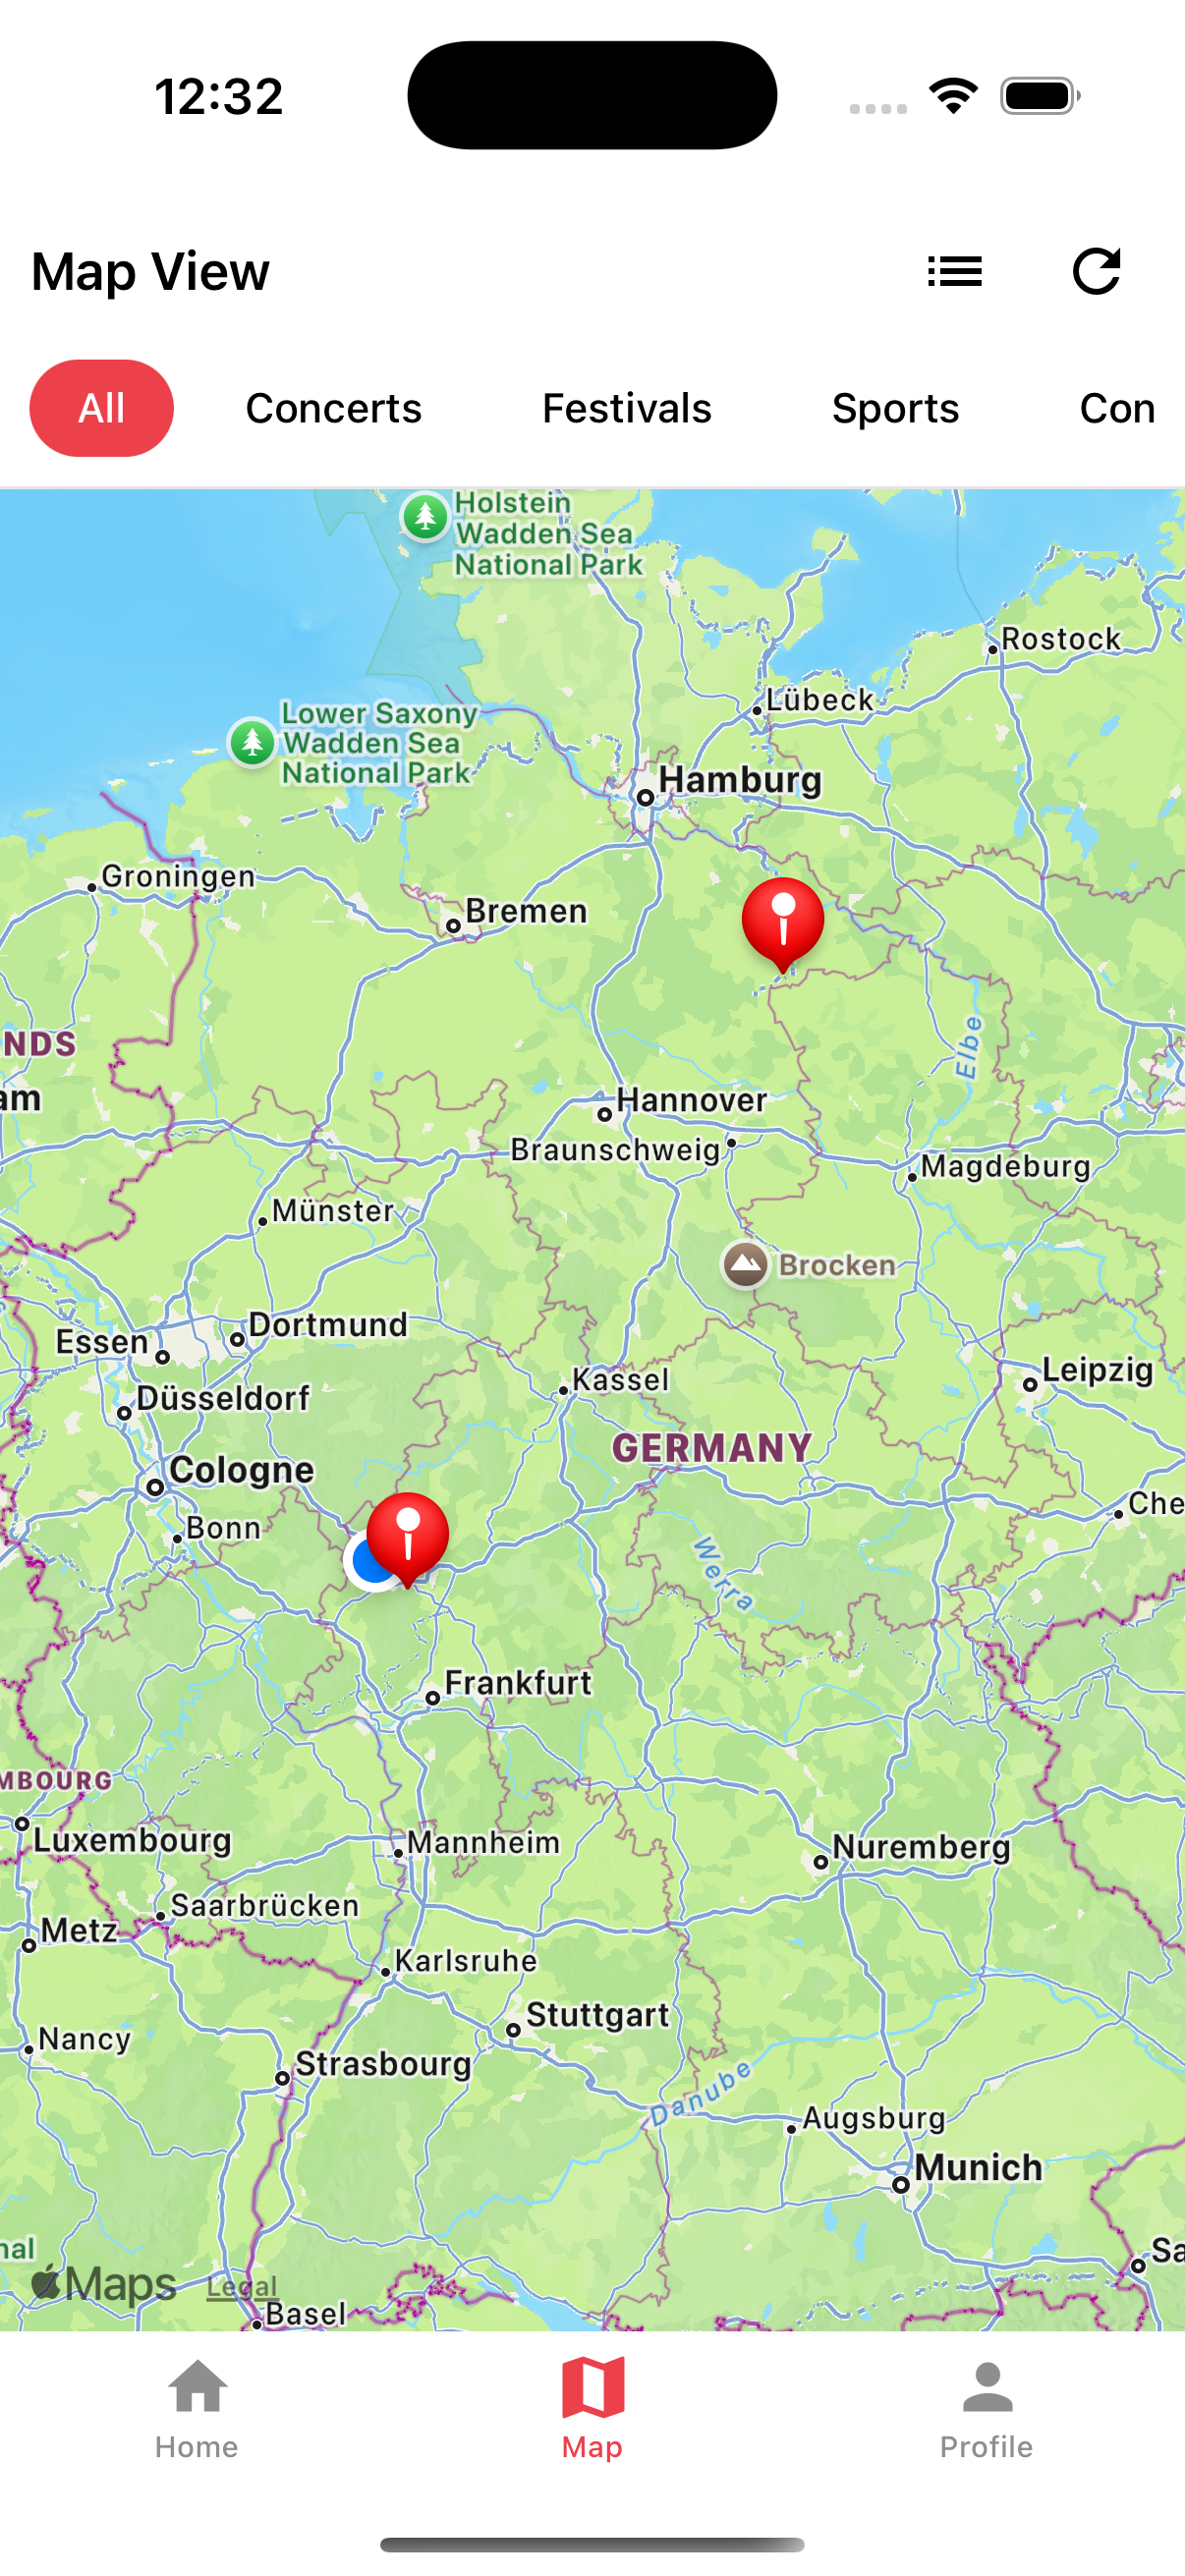 12:32
Map View
All Concerts Festivals Sports Con
Holstein
Wadden Sea
National Park
Rostock
Lübeck
Lower Saxony
Wadden Sea
National Park
Hamburg
Groningen
Bremen
NDS
Elbe
am
Hannover
Braunschweig
Magdeburg
Münster
Brocken
Dortmund
Essen
Leipzig
Kassel
Düsseldorf
GERMANY
Cologne
Che
Bonn
Werra
Frankfurt
MBOURG
Luxembourg
Mannheim
Nuremberg
Saarbrücken
Metz
Karlsruhe
Stuttgart
Nancy
Strasbourg
Danube
Augsburg
Munich
nal
Sa
Maps Legal
Basel
Home Map Profile